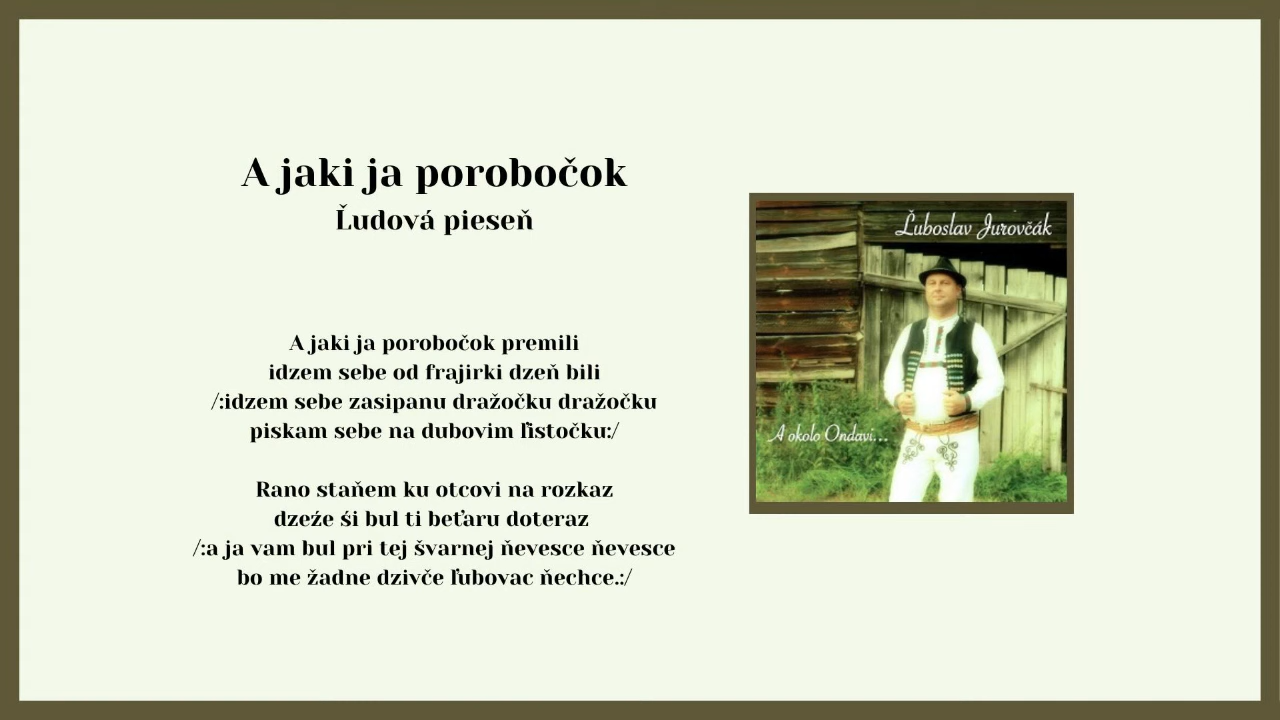 A jaki ja porobočok
Ľudová pieseň
A jaki ja porobočok premili
idzem sebe od frajirki dzeň bili
/:idzem sebe zasipanu dražočku dražočku
piskam sebe na dubovim ľistočku:/
Rano staňem ku otcovi na rozkaz
dzeźe śi bul ti beťaru doteraz
/:a ja vam bul pri tej švarnej ňevesce ňevesce
bo me žadne dzivče ľubovac ňechce.:/
Ľuboslav Jurovčák
A okolo Ondavi...